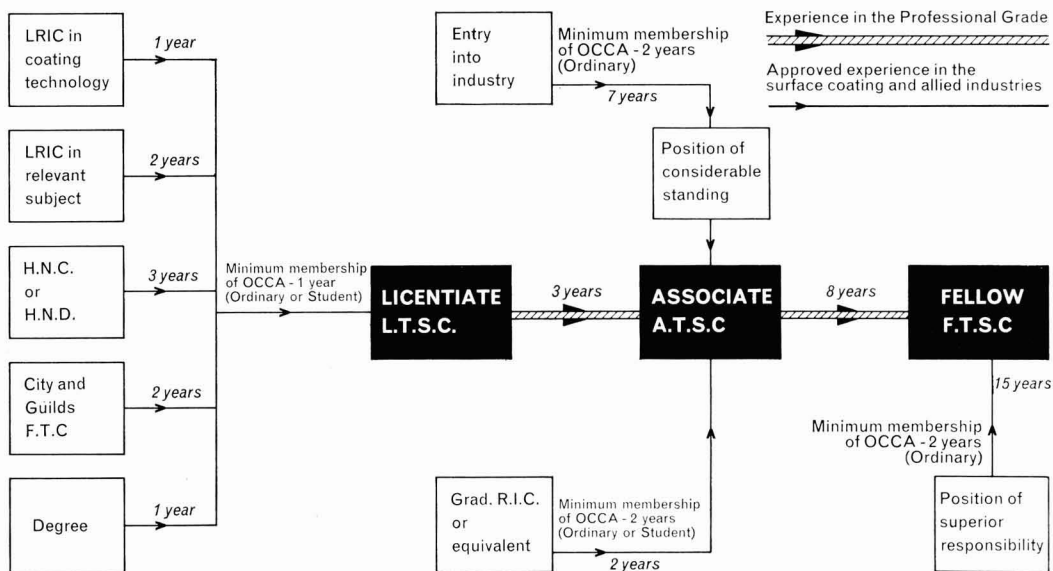 LRIC in
coating
technology
1 year
LRIC in
relevant
subject
2 years
H.N.C.
or
H.N.D.
3 years
City and
Guilds
F.T.C
2 years
Degree
1 year
Minimum membership
of OCCA - 1 year
(Ordinary or Student)
LICENTIATE
L.T.S.C.
3 years
Entry
into
industry
Minimum membership
of OCCA - 2 years
(Ordinary)
7 years
Position of
considerable
standing
ASSOCIATE
A.T.S.C
Grad. R.I.C.
or
equivalent
Minimum membership
of OCCA - 2 years
(Ordinary or Student)
2 years
8 years
FELLOW
F.T.S.C
15 years
Minimum membership
of OCCA - 2 years
(Ordinary)
Position of
superior
responsibility
Experience in the Professional Grade
Approved experience in the
surface coating and allied industries